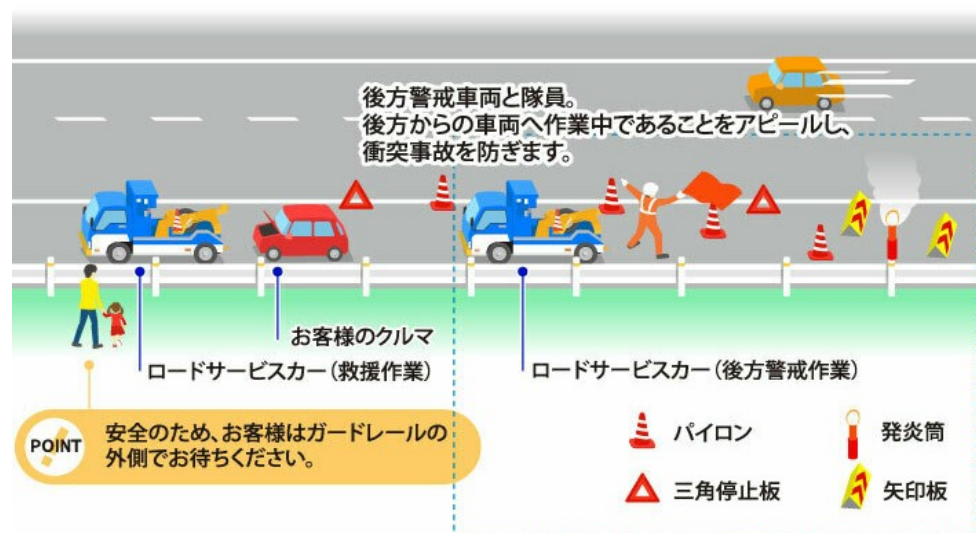 後方警戒車両と隊員。
後方からの車両へ作業中であることをアピールし、
衝突事故を防ぎます。
お客様のクルマ
ロードサービスカー(救援作業)
ロードサービスカー(後方警戒作業)
POINT
安全のため、お客様はガードレールの
外側でお待ちください。
パイロン
発炎筒
三角停止板
矢印板